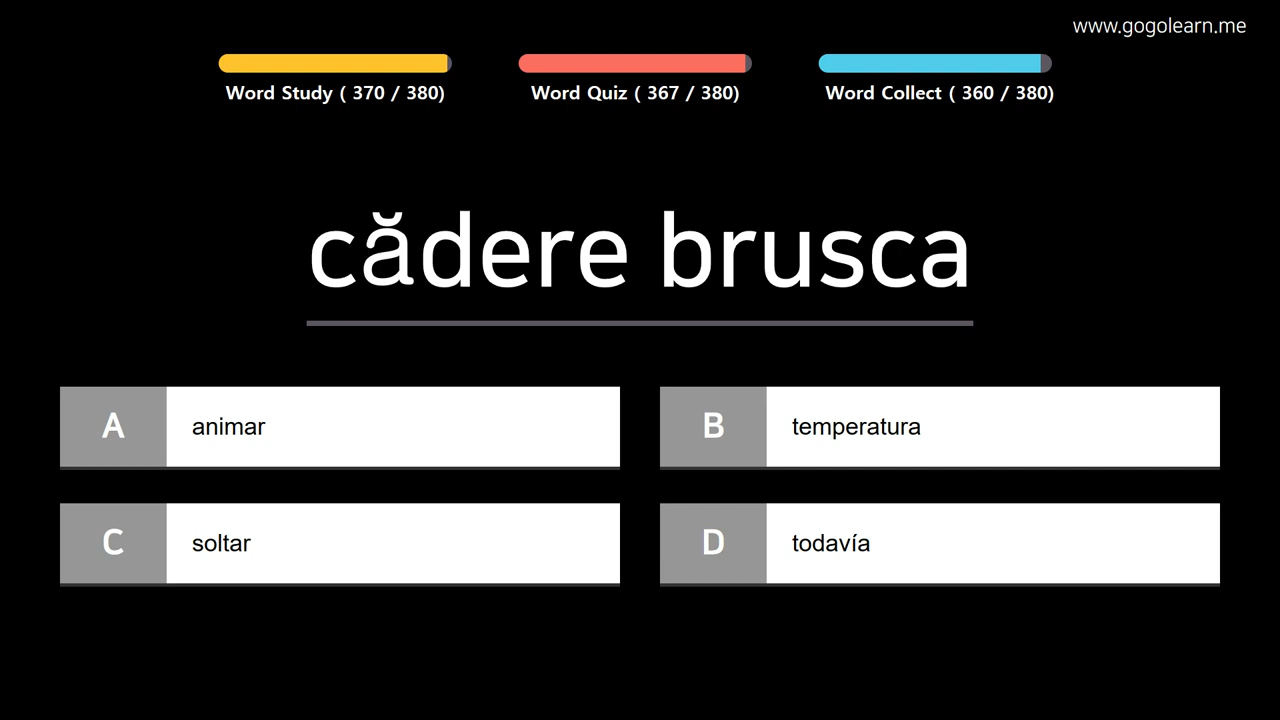 www.gogolearn.me
Word Study ( 370 / 380)
Word Quiz ( 367 / 380)
Word Collect ( 360 / 380)
cădere brusca
A animar
B temperatura
C soltar
D todavía